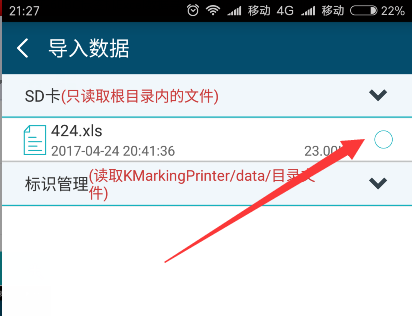 21:27 移动 4G 移动 22%
导入数据
SD卡(只读取根目录内的文件)
424.xls
2017-04-24 20:41:36 23.00
标识管理(读取KMarkingPrinter/data/目录文
件)